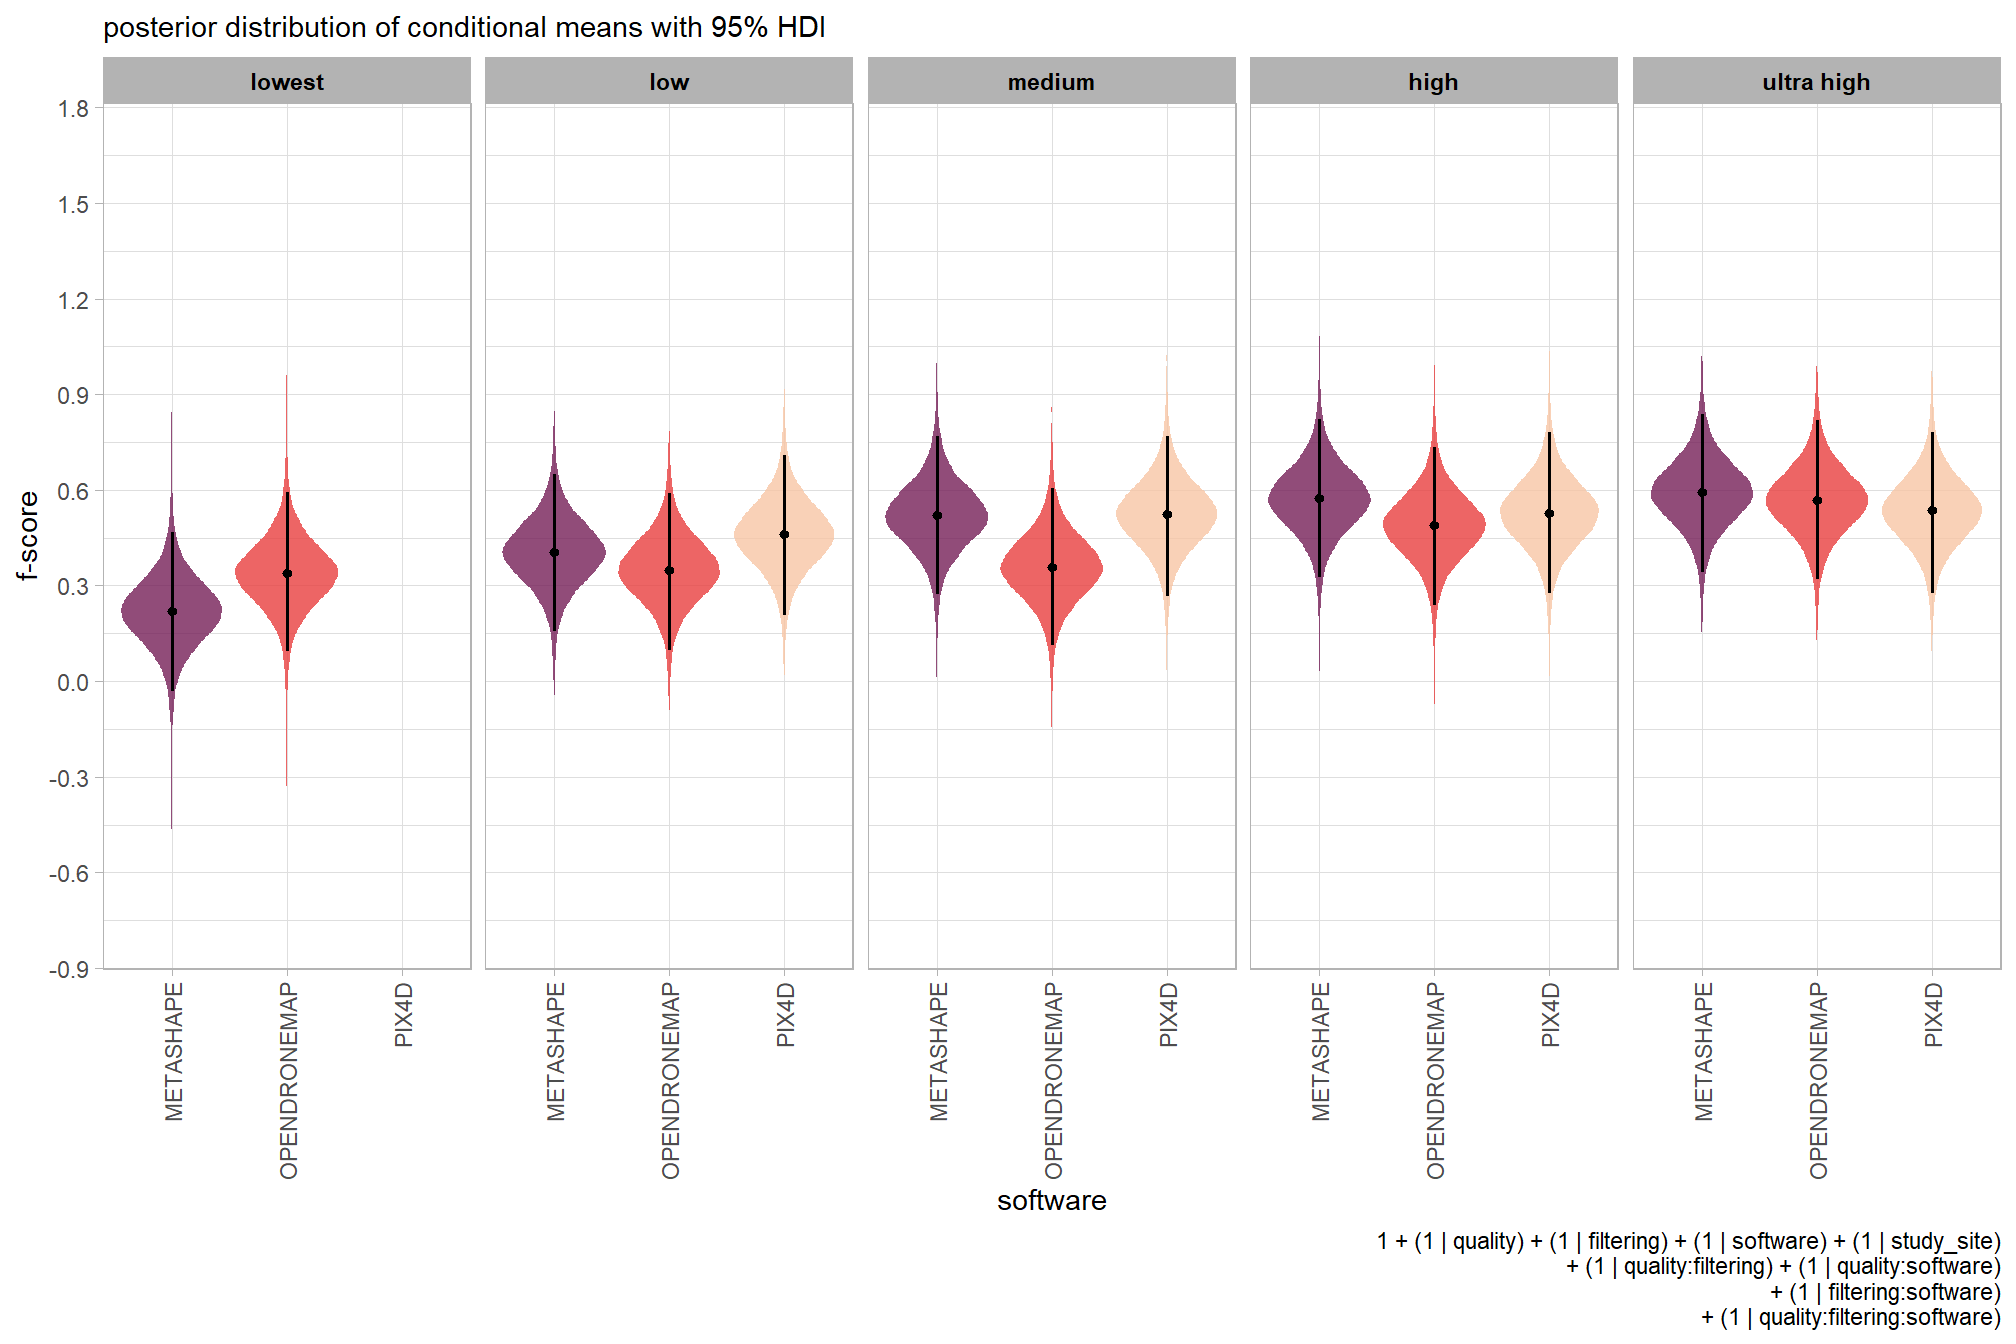 posterior distribution of conditional means with 95% HDI
lowest
low
medium
high
ultra high
f-score
1.8
1.5
1.2
0.9
0.6
0.3
0.0
-0.3
-0.6
-0.9
METASHAPE
OPENDRONEMAP
PIX4D
METASHAPE
OPENDRONEMAP
PIX4D
METASHAPE
OPENDRONEMAP
PIX4D
METASHAPE
OPENDRONEMAP
PIX4D
METASHAPE
OPENDRONEMAP
PIX4D
software
1 + (1 | quality) + (1 | filtering) + (1 | software) + (1 | study_site)
+ (1 | quality:filtering) + (1 | quality:software)
+ (1 | filtering:software)
+ (1 | quality:filtering:software)